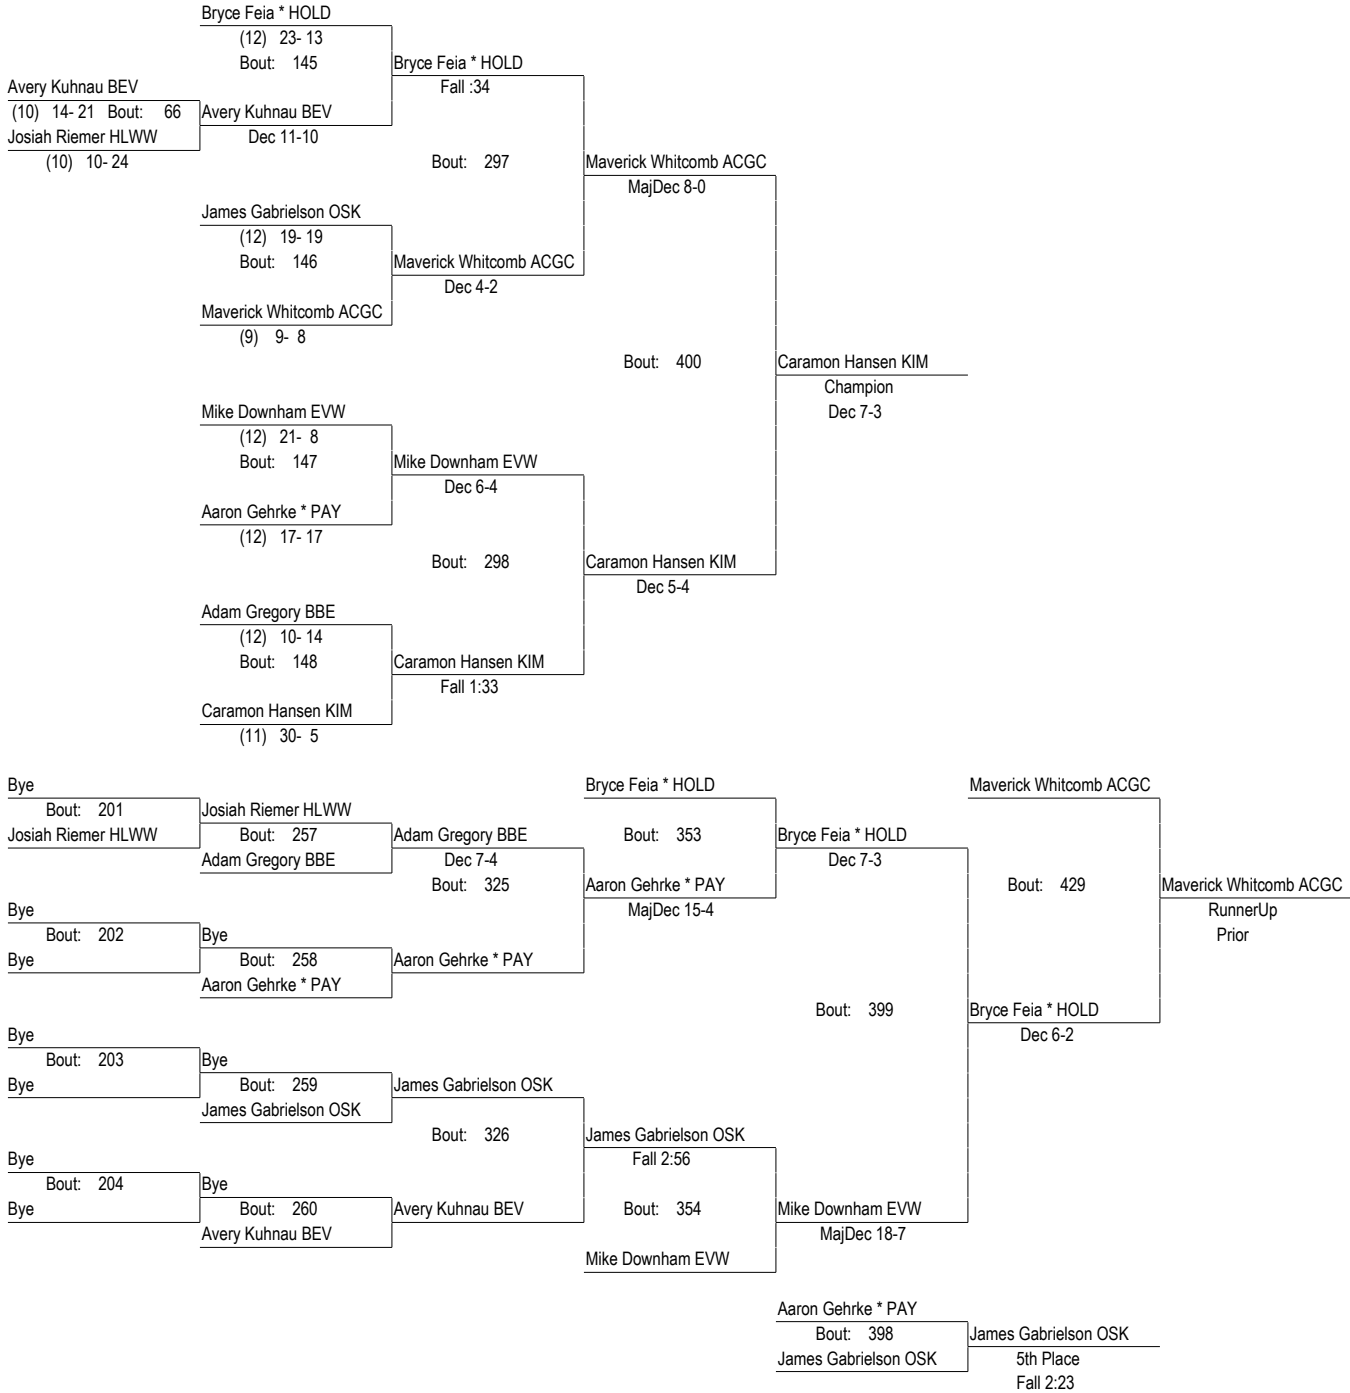 Bryce Feia * HOLD
(12) 23- 13
Bout: 145
Bryce Feia * HOLD
Avery Kuhnau BEV
Fall :34
(10) 14- 21 Bout: 66
Avery Kuhnau BEV
Josiah Riemer HLWW
Dec 11-10
(10) 10- 24
Bout: 297
Maverick Whitcomb ACGC
MajDec 8-0
James Gabrielson OSK
(12) 19- 19
Bout: 146
Maverick Whitcomb ACGC
Dec 4-2
Maverick Whitcomb ACGC
(9) 9- 8
Bout: 400
Caramon Hansen KIM
Champion
Dec 7-3
Mike Downham EVW
(12) 21- 8
Bout: 147
Mike Downham EVW
Dec 6-4
Aaron Gehrke * PAY
(12) 17- 17
Bout: 298
Caramon Hansen KIM
Dec 5-4
Adam Gregory BBE
(12) 10- 14
Bout: 148
Caramon Hansen KIM
Fall 1:33
Caramon Hansen KIM
(11) 30- 5
Bye
Bryce Feia * HOLD
Maverick Whitcomb ACGC
Bout: 201
Josiah Riemer HLWW
Josiah Riemer HLWW
Bout: 257
Adam Gregory BBE
Bout: 353
Bryce Feia * HOLD
Adam Gregory BBE
Dec 7-4
Dec 7-3
Bout: 325
Aaron Gehrke * PAY
Bout: 429
Maverick Whitcomb ACGC
Bye
MajDec 15-4
RunnerUp
Bout: 202
Bye
Prior
Bye
Bout: 258
Aaron Gehrke * PAY
Aaron Gehrke * PAY
Bout: 399
Bryce Feia * HOLD
Bye
Dec 6-2
Bout: 203
Bye
Bye
Bout: 259
James Gabrielson OSK
James Gabrielson OSK
Bout: 326
James Gabrielson OSK
Bye
Fall 2:56
Bout: 204
Bye
Bye
Bout: 260
Avery Kuhnau BEV
Bout: 354
Mike Downham EVW
Avery Kuhnau BEV
MajDec 18-7
Mike Downham EVW
Aaron Gehrke * PAY
Bout: 398
James Gabrielson OSK
James Gabrielson OSK
5th Place
Fall 2:23